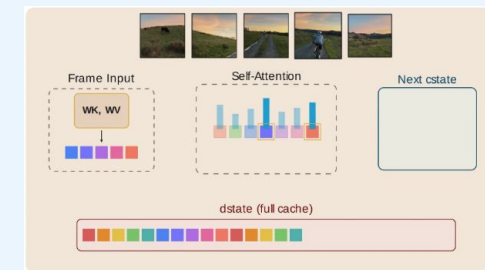 Frame Input
Self-Attention
Next cstate
WK, WV
dstate (full cache)